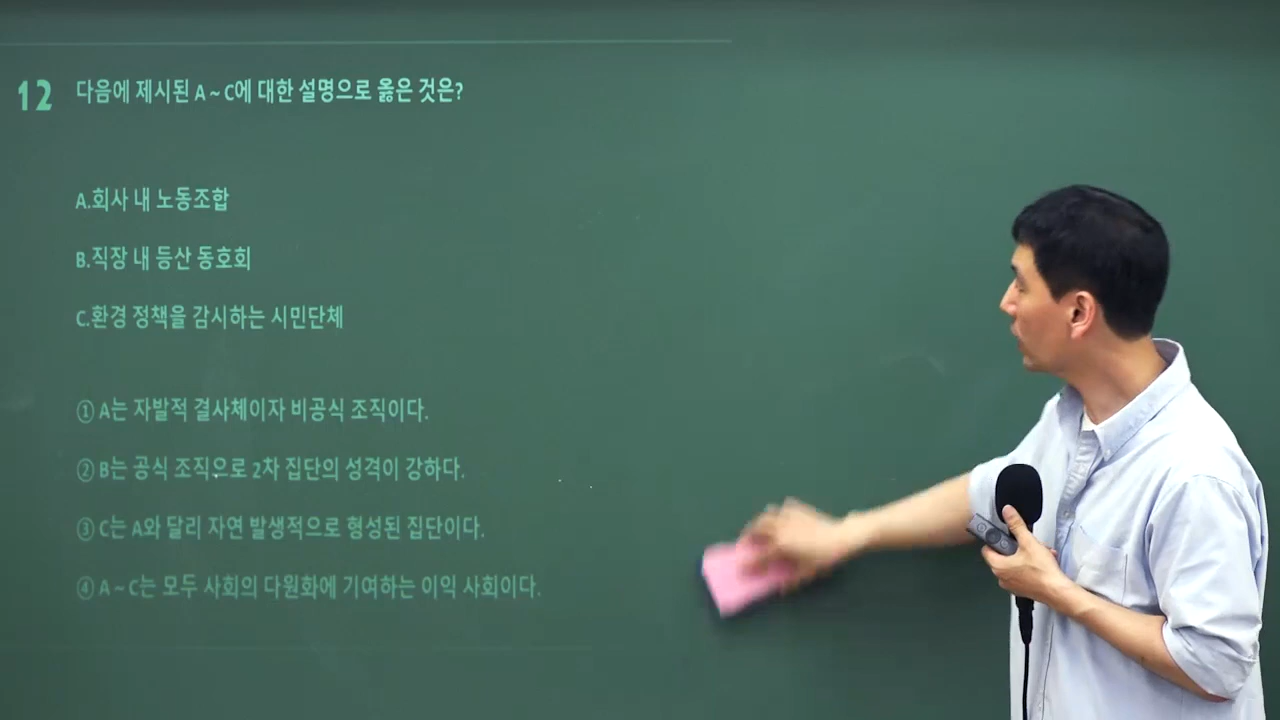 12 다음에 제시된 A ~ C에 대한 설명으로 옳은 것은?
A.회사 내 노동조합
B.직장 내 등산 동호회
C.환경 정책을 감시하는 시민단체
① A는 자발적 결사체이자 비공식 조직이다.
② B는 공식 조직으로 2차 집단의 성격이 강하다.
③ C는 A와 달리 자연 발생적으로 형성된 집단이다.
④ A ~ C는 모두 사회의 다원화에 기여하는 이익 사회이다.